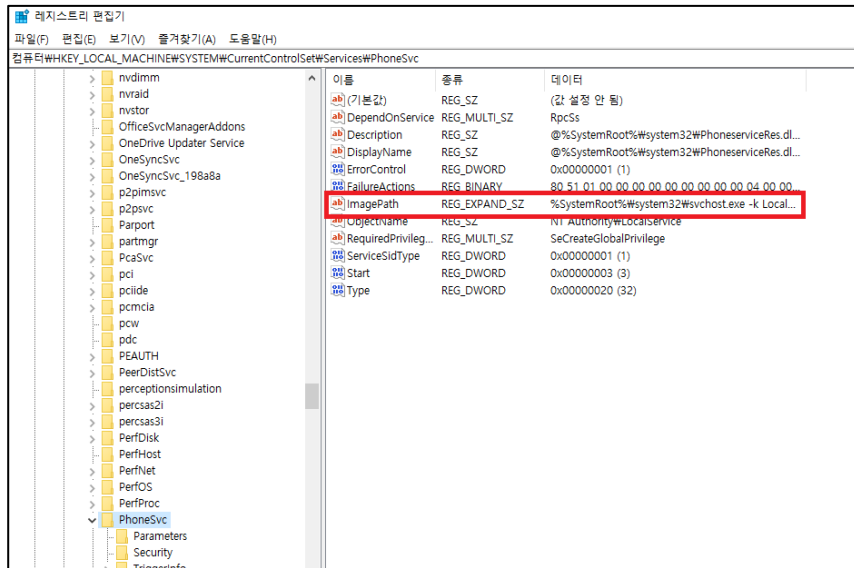 레지스트리 편집기
파일(F) 편집(E) 보기(V) 즐겨찾기(A) 도움말(H)
컴퓨터₩HKEY_LOCAL_MACHINE₩SYSTEM₩CurrentControlSet₩Services₩PhoneSvc
nvdimm
nvraid
nvstor
OfficeSvcManagerAddons
OneDrive Updater Service
OneSyncSvc
OneSyncSvc_198a8a
p2pimsvc
p2psvc
Parport
partmgr
PcaSvc
pci
pciide
pcmcia
pcw
pdc
PEAUTH
PeerDistSvc
perceptionsimulation
percsas2i
percsas3i
PerfDisk
PerfHost
PerfNet
PerfOS
PerfProc
PhoneSvc
Parameters
Security
TriggerInfo
이름 종류 데이터
(기본값) REG_SZ (값 설정 안 됨)
DependOnService REG_MULTI_SZ RpcSs
Description REG_SZ @%SystemRoot%₩system32₩PhoneserviceRes.dl...
DisplayName REG_SZ @%SystemRoot%₩system32₩PhoneserviceRes.dl...
ErrorControl REG_DWORD 0x00000001 (1)
FailureActions REG_BINARY 80 51 01 00 00 00 00 00 00 00 00 00 04 00 00...
ImagePath REG_EXPAND_SZ %SystemRoot%₩system32₩svchost.exe -k Local...
ObjectName REG_SZ NT Authority₩LocalService
RequiredPrivileg... REG_MULTI_SZ SeCreateGlobalPrivilege
ServiceSidType REG_DWORD 0x00000001 (1)
Start REG_DWORD 0x00000003 (3)
Type REG_DWORD 0x00000020 (32)